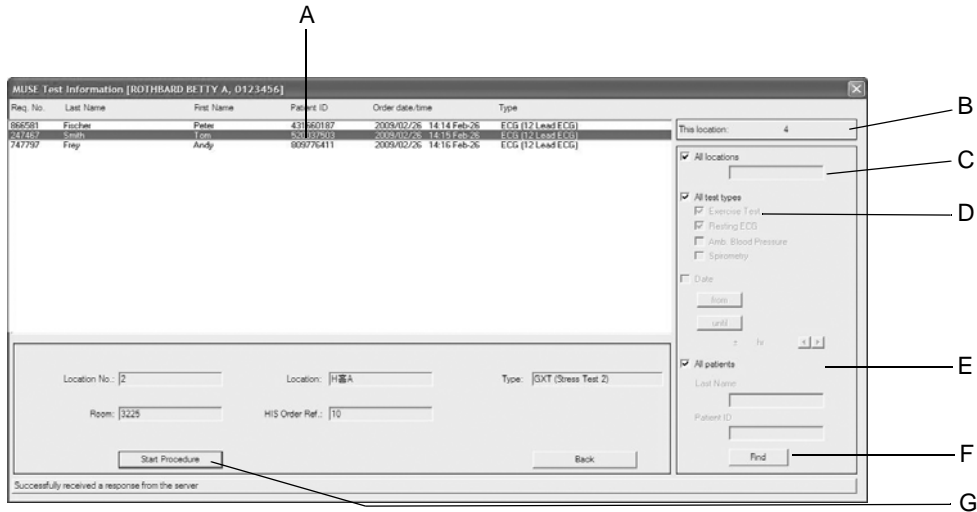 A
MUSE Test Information [ROTHBARD BETTY A, 0123456]
Req. No. Last Name First Name Patient ID Order date/time Type
866581 Fischer Peter 431660187 2009/02/26 14:14 Feb-26 ECG (12 Lead ECG)
247467 Smith Tom 2009/02/26 14:15 Feb-26 ECG (12 Lead ECG)
747797 Frey Andy 809776411 2009/02/26 14:16 Feb-26 ECG (12 Lead ECG)
This location: 4
B
All locations
C
All test types
Exercise Test
D
Resting ECG
Amb. Blood Pressure
Spirometry
Date
from
until
± hr < >
All patients
E
Last Name
Patient ID
Find
F
Location No.: 2 Location: H審A Type: GXT (Stress Test 2)
Room: 3225 HIS Order Ref.: 10
Start Procedure Back
Successfully received a response from the server
G